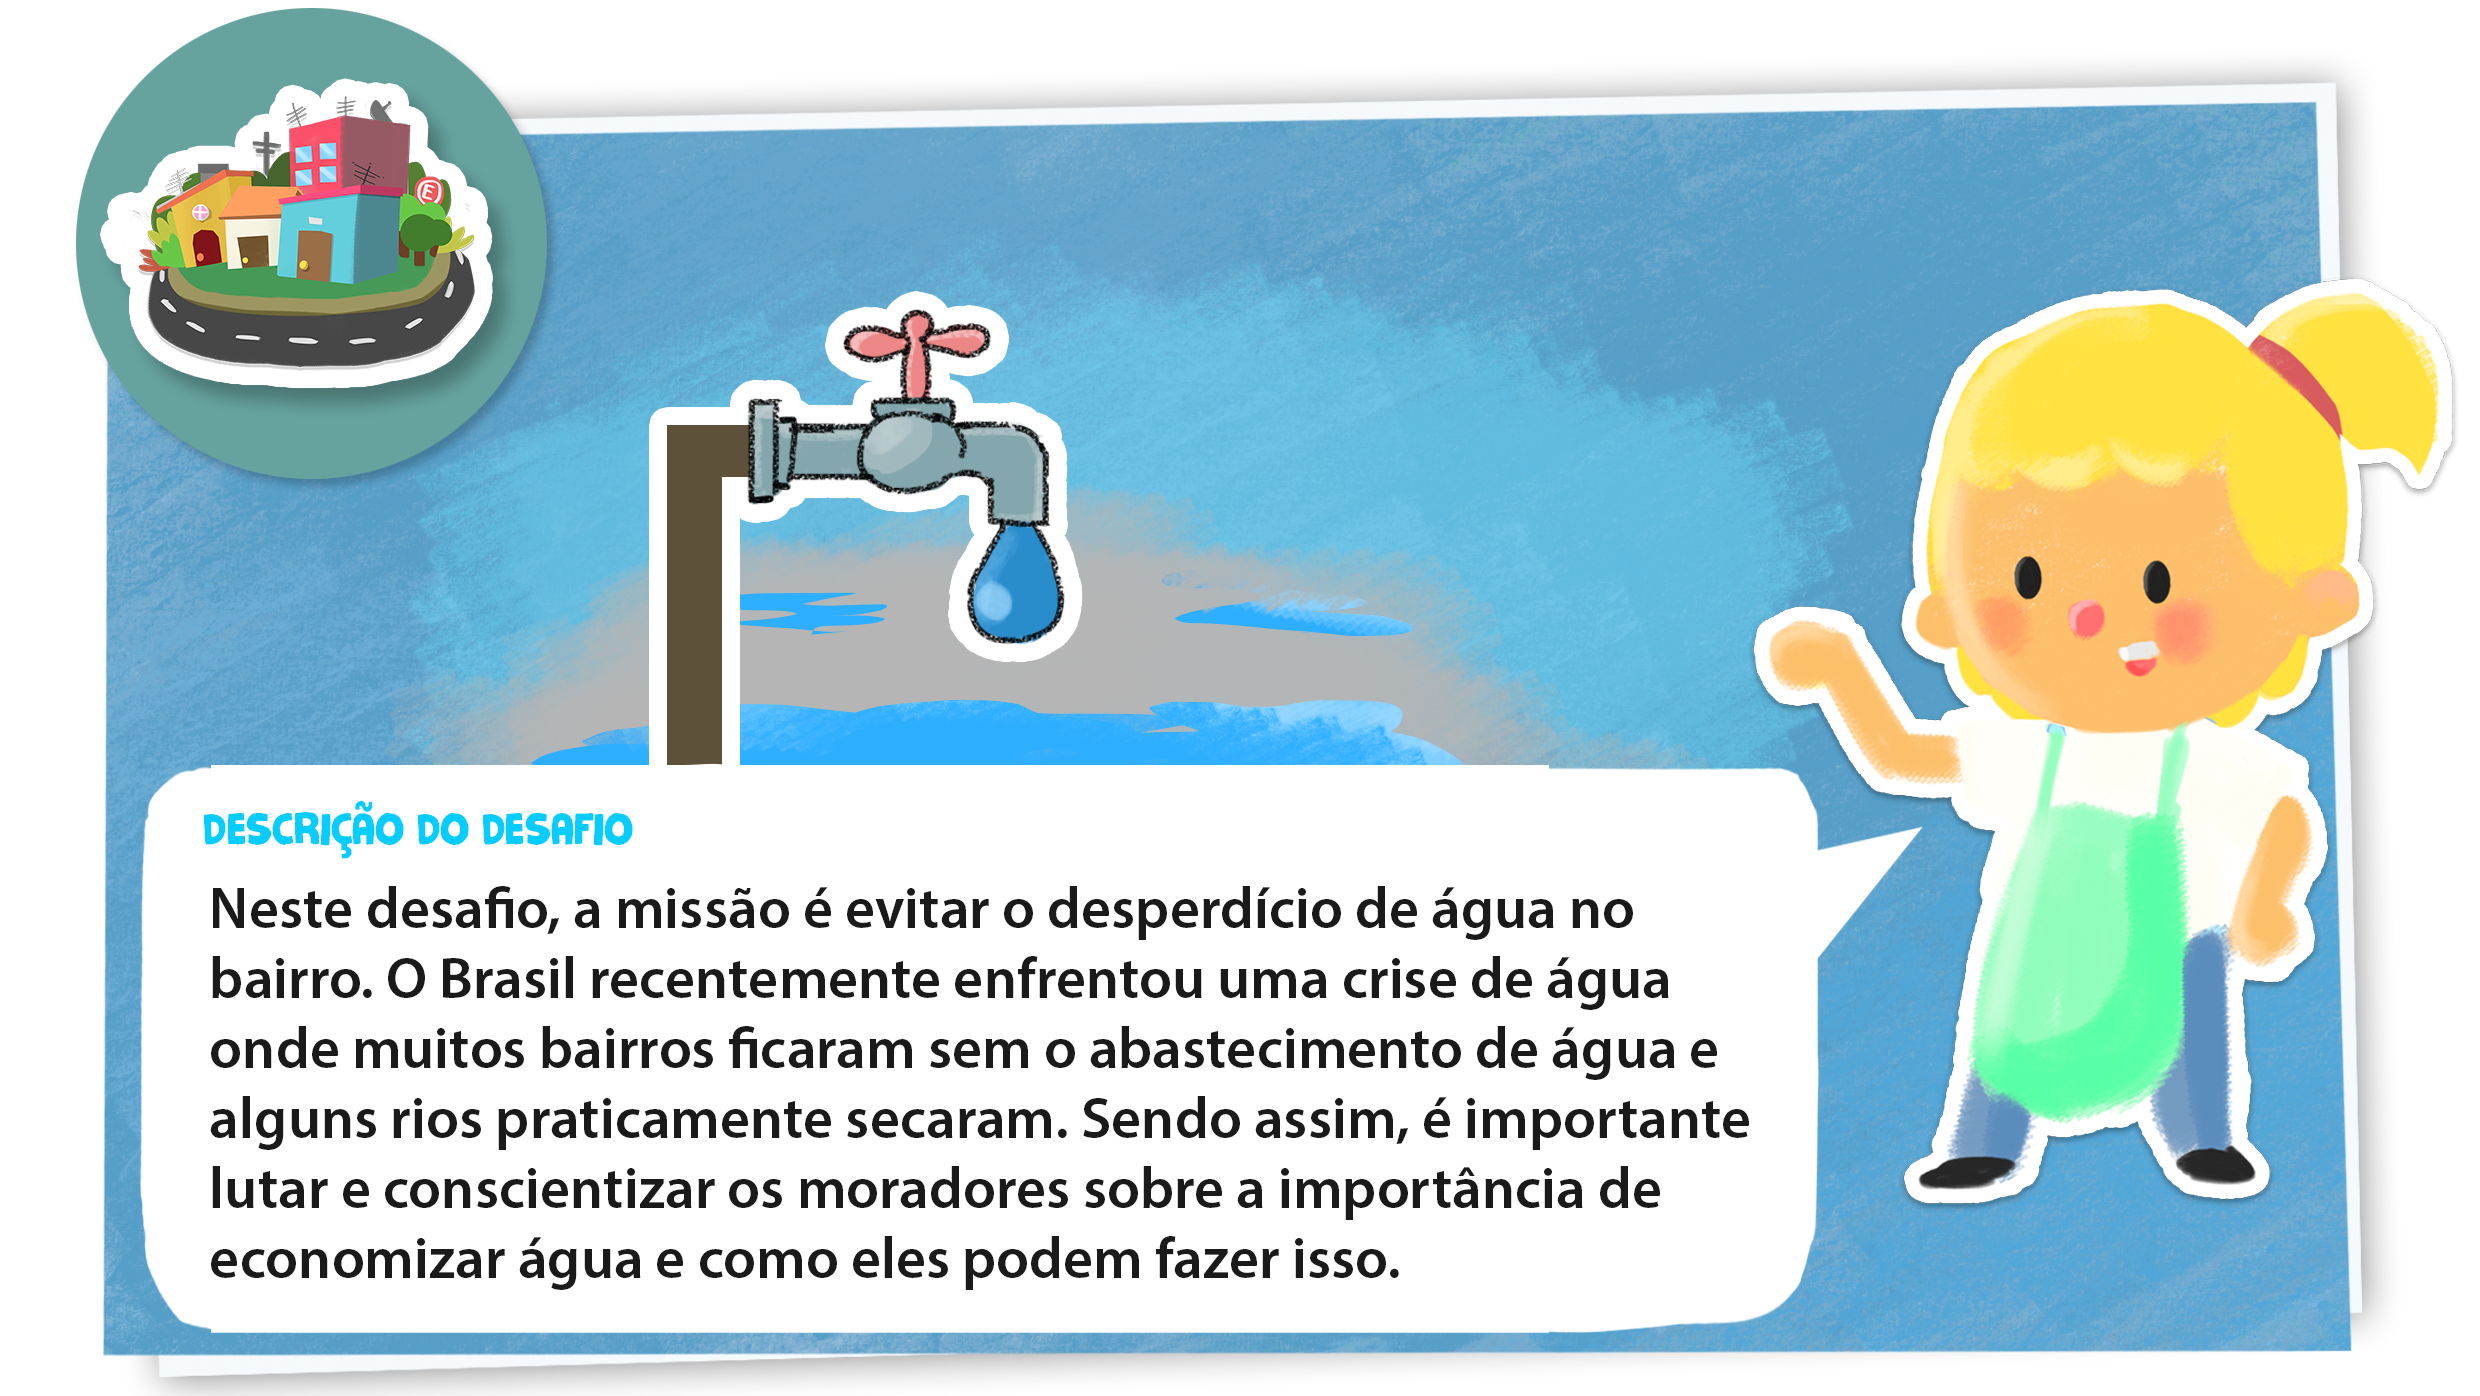 E
DESCRIÇÃO DO DESAFIO
Neste desafio, a missão é evitar o desperdício de água no
bairro. O Brasil recentemente enfrentou uma crise de água
onde muitos bairros ficaram sem o abastecimento de água e
alguns rios praticamente secaram. Sendo assim, é importante
lutar e conscientizar os moradores sobre a importância de
economizar água e como eles podem fazer isso.